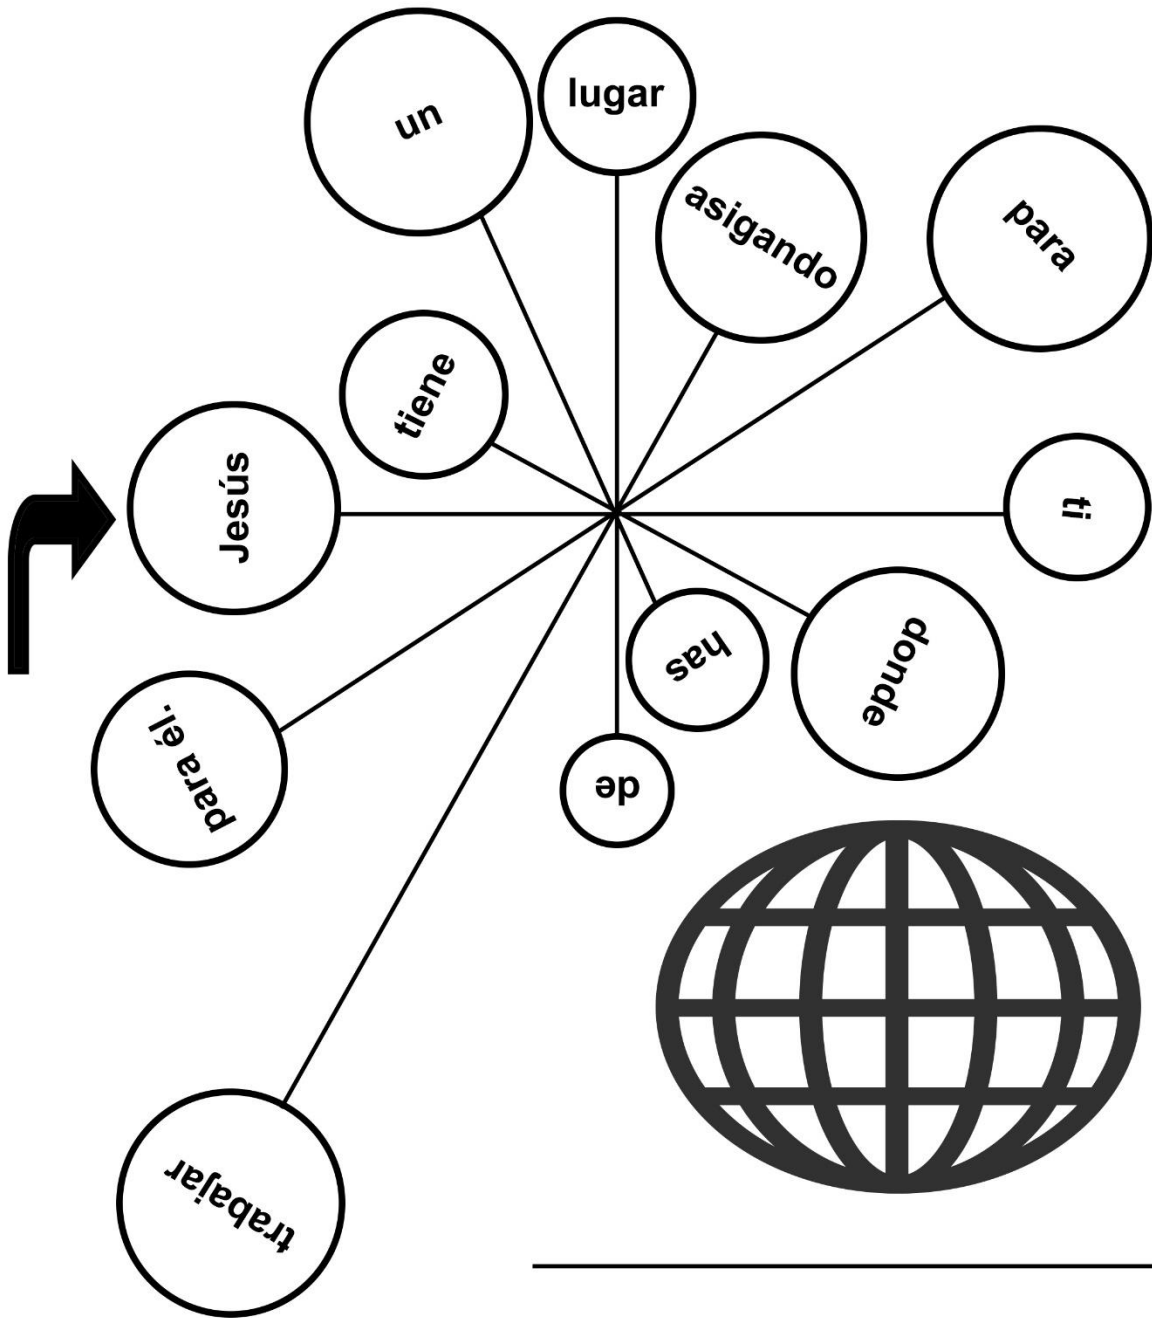 Jesús
tiene
un
lugar
asigando
para
ti
donde
has
de
trabajar
para él.